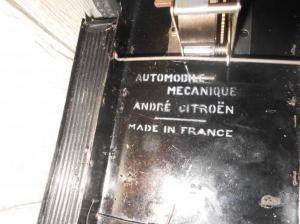 AUTOMOBILE
MECANIQUE
ANDRÉ CITROËN
MADE IN FRANCE